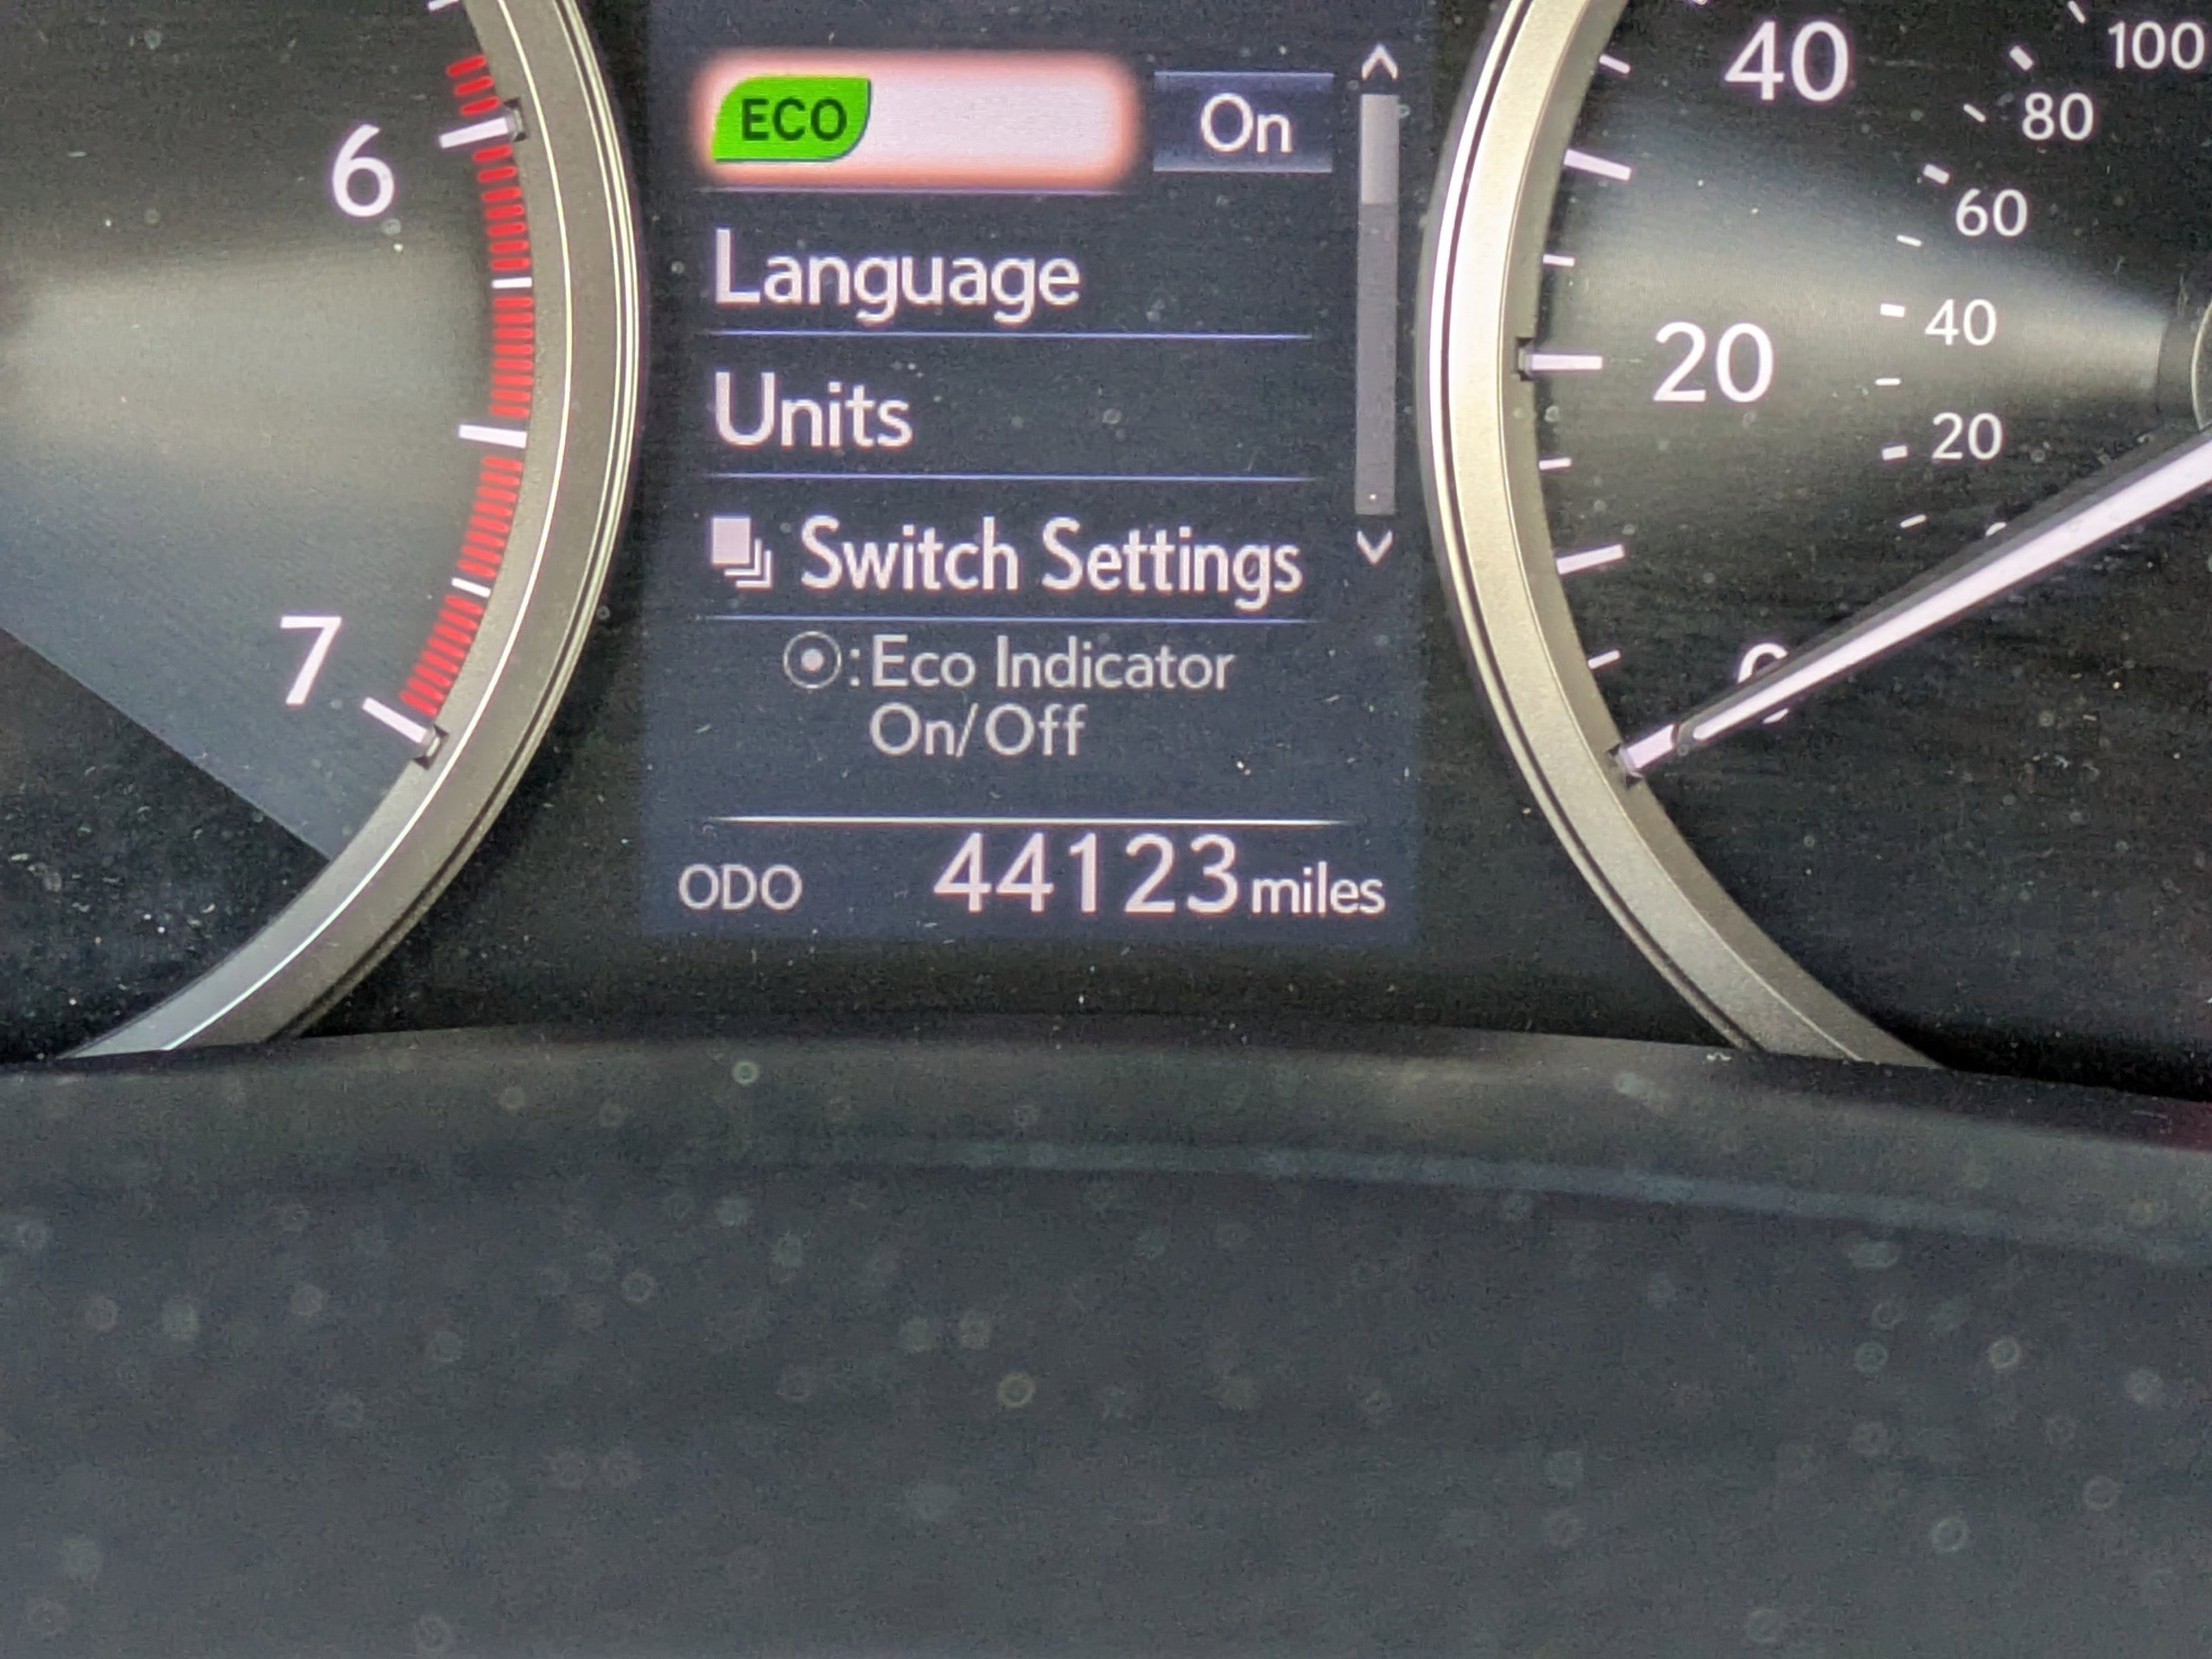 6
7
ECO On
Language
Units
Switch Settings
: Eco Indicator
On/Off
ODO 44123 miles
40
20
0
100
80
60
40
20